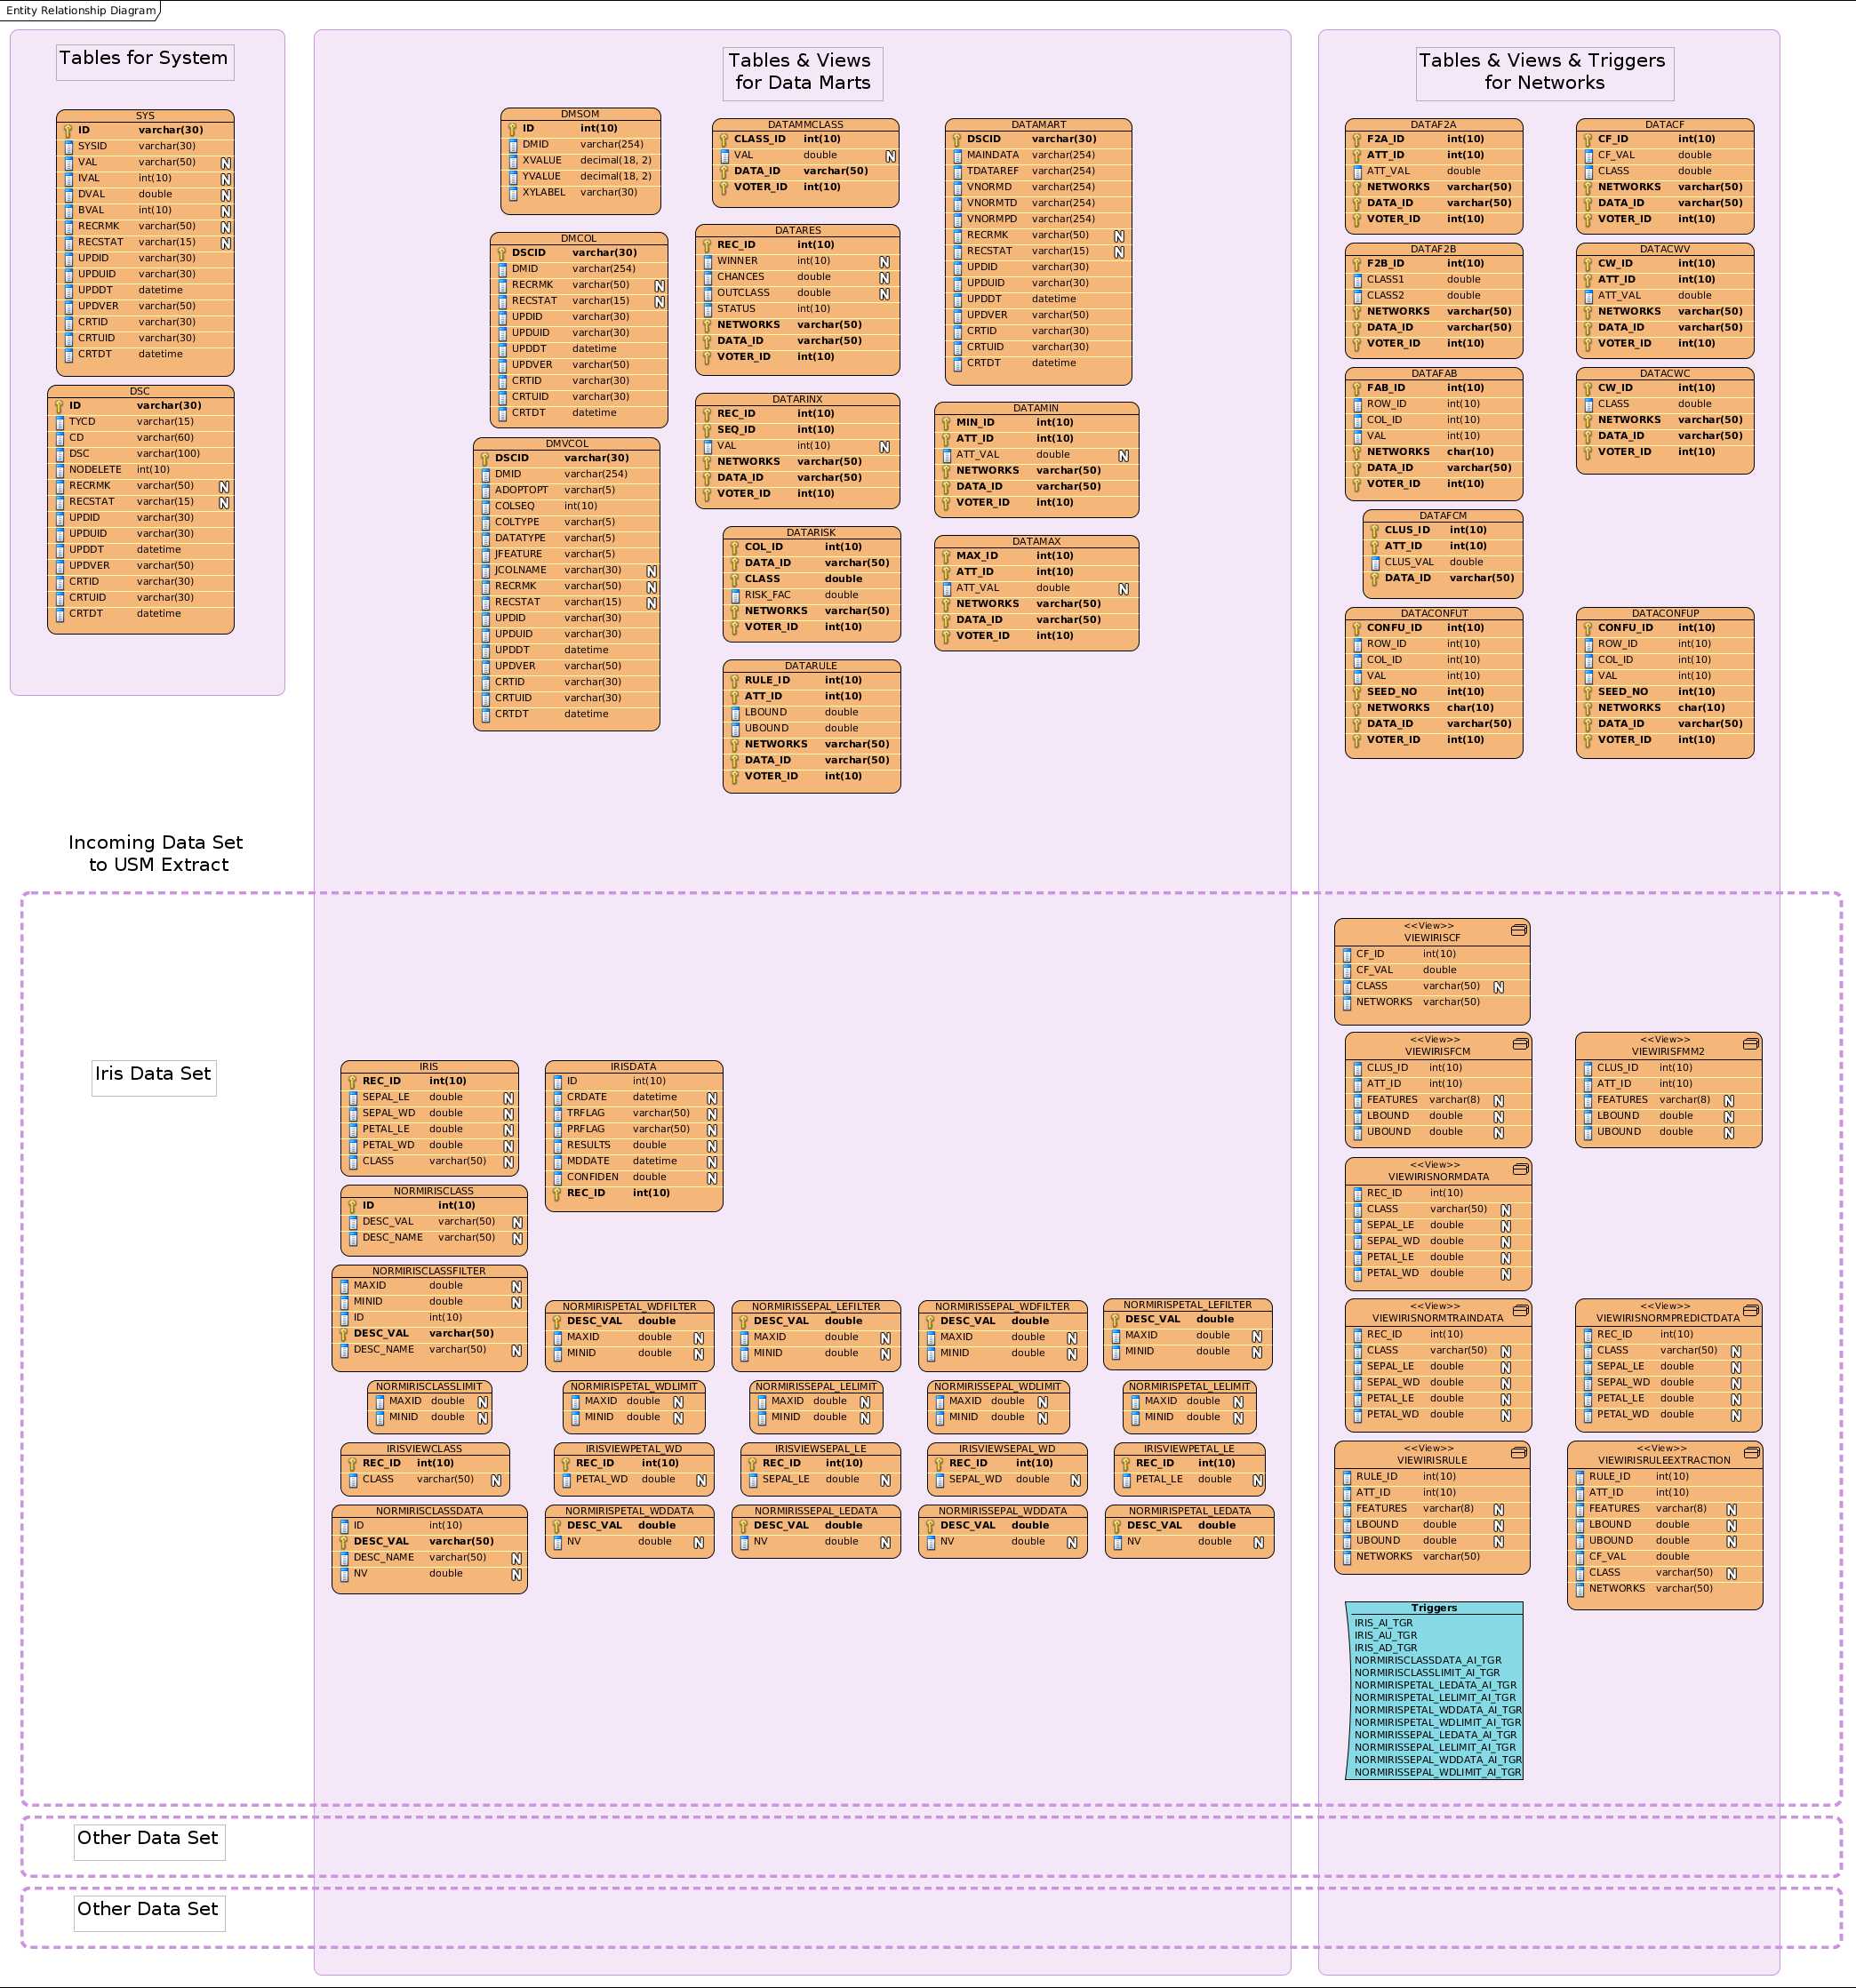 Entity Relationship Diagram
Tables for System
SYS
ID varchar(30)
SYSID varchar(30)
VAL varchar(50) N
IVAL int(10) N
DVAL double N
BVAL int(10) N
RECRMK varchar(50) N
RECSTAT varchar(15) N
UPDID varchar(30)
UPDUID varchar(30)
UPDDT datetime
UPDVER varchar(50)
CRTID varchar(30)
CRTUID varchar(30)
CRTDT datetime
DSC
ID varchar(30)
TYCD varchar(15)
CD varchar(60)
DSC varchar(100)
NODELETE int(10)
RECRMK varchar(50) N
RECSTAT varchar(15) N
UPDID varchar(30)
UPDUID varchar(30)
UPDDT datetime
UPDVER varchar(50)
CRTID varchar(30)
CRTUID varchar(30)
CRTDT datetime
Tables & Views
for Data Marts
DMSOM
ID int(10)
DMID varchar(254)
XVALUE decimal(18, 2)
YVALUE decimal(18, 2)
XYLABEL varchar(30)
DMCOL
DSCID varchar(30)
DMID varchar(254)
RECRMK varchar(50) N
RECSTAT varchar(15) N
UPDID varchar(30)
UPDUID varchar(30)
UPDDT datetime
UPDVER varchar(50)
CRTID varchar(30)
CRTUID varchar(30)
CRTDT datetime
DMVCOL
DSCID varchar(30)
DMID varchar(254)
ADOPTOPT varchar(5)
COLSEQ int(10)
COLTYPE varchar(5)
DATATYPE varchar(5)
JFEATURE varchar(5)
JCOLNAME varchar(30) N
RECRMK varchar(50) N
RECSTAT varchar(15) N
UPDID varchar(30)
UPDUID varchar(30)
UPDDT datetime
UPDVER varchar(50)
CRTID varchar(30)
CRTUID varchar(30)
CRTDT datetime
DATAMMCLASS
CLASS_ID int(10)
VAL double N
DATA_ID varchar(50)
VOTER_ID int(10)
DATARES
REC_ID int(10)
WINNER int(10) N
CHANCES double N
OUTCLASS double N
STATUS int(10)
NETWORKS varchar(50)
DATA_ID varchar(50)
VOTER_ID int(10)
DATARINX
REC_ID int(10)
SEQ_ID int(10)
VAL int(10) N
NETWORKS varchar(50)
DATA_ID varchar(50)
VOTER_ID int(10)
DATARISK
COL_ID int(10)
DATA_ID varchar(50)
CLASS double
RISK_FAC double
NETWORKS varchar(50)
VOTER_ID int(10)
DATARULE
RULE_ID int(10)
ATT_ID int(10)
LBOUND double
UBOUND double
NETWORKS varchar(50)
DATA_ID varchar(50)
VOTER_ID int(10)
DATAMART
DSCID varchar(30)
MAINDATA varchar(254)
TDATAREF varchar(254)
VNORMD varchar(254)
VNORMTD varchar(254)
VNORMPD varchar(254)
RECRMK varchar(50) N
RECSTAT varchar(15) N
UPDID varchar(30)
UPDUID varchar(30)
UPDDT datetime
UPDVER varchar(50)
CRTID varchar(30)
CRTUID varchar(30)
CRTDT datetime
DATAMIN
MIN_ID int(10)
ATT_ID int(10)
ATT_VAL double N
NETWORKS varchar(50)
DATA_ID varchar(50)
VOTER_ID int(10)
DATAMAX
MAX_ID int(10)
ATT_ID int(10)
ATT_VAL double N
NETWORKS varchar(50)
DATA_ID varchar(50)
VOTER_ID int(10)
Tables & Views & Triggers
for Networks
DATAF2A
F2A_ID int(10)
ATT_ID int(10)
ATT_VAL double
NETWORKS varchar(50)
DATA_ID varchar(50)
VOTER_ID int(10)
DATACF
CF_ID int(10)
CF_VAL double
CLASS double
NETWORKS varchar(50)
DATA_ID varchar(50)
VOTER_ID int(10)
DATAF2B
F2B_ID int(10)
CLASS1 double
CLASS2 double
NETWORKS varchar(50)
DATA_ID varchar(50)
VOTER_ID int(10)
DATACWV
CW_ID int(10)
ATT_ID int(10)
ATT_VAL double
NETWORKS varchar(50)
DATA_ID varchar(50)
VOTER_ID int(10)
DATAFAB
FAB_ID int(10)
ROW_ID int(10)
COL_ID int(10)
VAL int(10)
NETWORKS char(10)
DATA_ID varchar(50)
VOTER_ID int(10)
DATACWC
CW_ID int(10)
CLASS double
NETWORKS varchar(50)
DATA_ID varchar(50)
VOTER_ID int(10)
DATAFCM
CLUS_ID int(10)
ATT_ID int(10)
CLUS_VAL double
DATA_ID varchar(50)
DATACONFUT
CONFU_ID int(10)
ROW_ID int(10)
COL_ID int(10)
VAL int(10)
SEED_NO int(10)
NETWORKS char(10)
DATA_ID varchar(50)
VOTER_ID int(10)
DATACONFUP
CONFU_ID int(10)
ROW_ID int(10)
COL_ID int(10)
VAL int(10)
SEED_NO int(10)
NETWORKS char(10)
DATA_ID varchar(50)
VOTER_ID int(10)
Incoming Data Set
to USM Extract
Iris Data Set
IRIS
REC_ID int(10)
SEPAL_LE double N
SEPAL_WD double N
PETAL_LE double N
PETAL_WD double N
CLASS varchar(50) N
IRISDATA
ID int(10)
CRDATE datetime N
TRFLAG varchar(50) N
PRFLAG varchar(50) N
RESULTS double N
MDDATE datetime N
CONFIDEN double N
REC_ID int(10)
NORMIRISCLASS
ID int(10)
DESC_VAL varchar(50) N
DESC_NAME varchar(50) N
NORMIRISCLASSFILTER
MAXID double N
MINID double N
ID int(10)
DESC_VAL varchar(50)
DESC_NAME varchar(50) N
NORMIRISPETAL_WDFILTER
DESC_VAL double
MAXID double N
MINID double N
NORMIRISSEPAL_LEFILTER
DESC_VAL double
MAXID double N
MINID double N
NORMIRISSEPAL_WDFILTER
DESC_VAL double
MAXID double N
MINID double N
NORMIRISPETAL_LEFILTER
DESC_VAL double
MAXID double N
MINID double N
NORMIRISCLASSLIMIT
MAXID double N
MINID double N
NORMIRISPETAL_WDLIMIT
MAXID double N
MINID double N
NORMIRISSEPAL_LELIMIT
MAXID double N
MINID double N
NORMIRISSEPAL_WDLIMIT
MAXID double N
MINID double N
NORMIRISPETAL_LELIMIT
MAXID double N
MINID double N
IRISVIEWCLASS
REC_ID int(10)
CLASS varchar(50) N
IRISVIEWPETAL_WD
REC_ID int(10)
PETAL_WD double N
IRISVIEWSEPAL_LE
REC_ID int(10)
SEPAL_LE double N
IRISVIEWSEPAL_WD
REC_ID int(10)
SEPAL_WD double N
IRISVIEWPETAL_LE
REC_ID int(10)
PETAL_LE double N
NORMIRISCLASSDATA
ID int(10)
DESC_VAL varchar(50)
DESC_NAME varchar(50) N
NV double N
NORMIRISPETAL_WDDATA
DESC_VAL double
NV double N
NORMIRISSEPAL_LEDATA
DESC_VAL double
NV double N
NORMIRISSEPAL_WDDATA
DESC_VAL double
NV double N
NORMIRISPETAL_LEDATA
DESC_VAL double
NV double N
<<View>>
VIEWIRISCF
CF_ID int(10)
CF_VAL double
CLASS varchar(50) N
NETWORKS varchar(50)
<<View>>
VIEWIRISFCM
CLUS_ID int(10)
ATT_ID int(10)
FEATURES varchar(8) N
LBOUND double N
UBOUND double N
<<View>>
VIEWIRISFMM2
CLUS_ID int(10)
ATT_ID int(10)
FEATURES varchar(8) N
LBOUND double N
UBOUND double N
<<View>>
VIEWIRISNORMDATA
REC_ID int(10)
CLASS varchar(50) N
SEPAL_LE double N
SEPAL_WD double N
PETAL_LE double N
PETAL_WD double N
<<View>>
VIEWIRISNORMTRAINDATA
REC_ID int(10)
CLASS varchar(50) N
SEPAL_LE double N
SEPAL_WD double N
PETAL_LE double N
PETAL_WD double N
<<View>>
VIEWIRISNORMPREDICTDATA
REC_ID int(10)
CLASS varchar(50) N
SEPAL_LE double N
SEPAL_WD double N
PETAL_LE double N
PETAL_WD double N
<<View>>
VIEWIRISRULE
RULE_ID int(10)
ATT_ID int(10)
FEATURES varchar(8) N
LBOUND double N
UBOUND double N
NETWORKS varchar(50)
<<View>>
VIEWIRISRULEEXTRACTION
RULE_ID int(10)
ATT_ID int(10)
FEATURES varchar(8) N
LBOUND double N
UBOUND double N
CF_VAL double
CLASS varchar(50) N
NETWORKS varchar(50)
Triggers
IRIS_AI_TGR
IRIS_AU_TGR
IRIS_AD_TGR
NORMIRISCLASSDATA_AI_TGR
NORMIRISCLASSLIMIT_AI_TGR
NORMIRISPETAL_LEDATA_AI_TGR
NORMIRISPETAL_LELIMIT_AI_TGR
NORMIRISPETAL_WDDATA_AI_TGR
NORMIRISPETAL_WDLIMIT_AI_TGR
NORMIRISSEPAL_LEDATA_AI_TGR
NORMIRISSEPAL_LELIMIT_AI_TGR
NORMIRISSEPAL_WDDATA_AI_TGR
NORMIRISSEPAL_WDLIMIT_AI_TGR
Other Data Set
Other Data Set